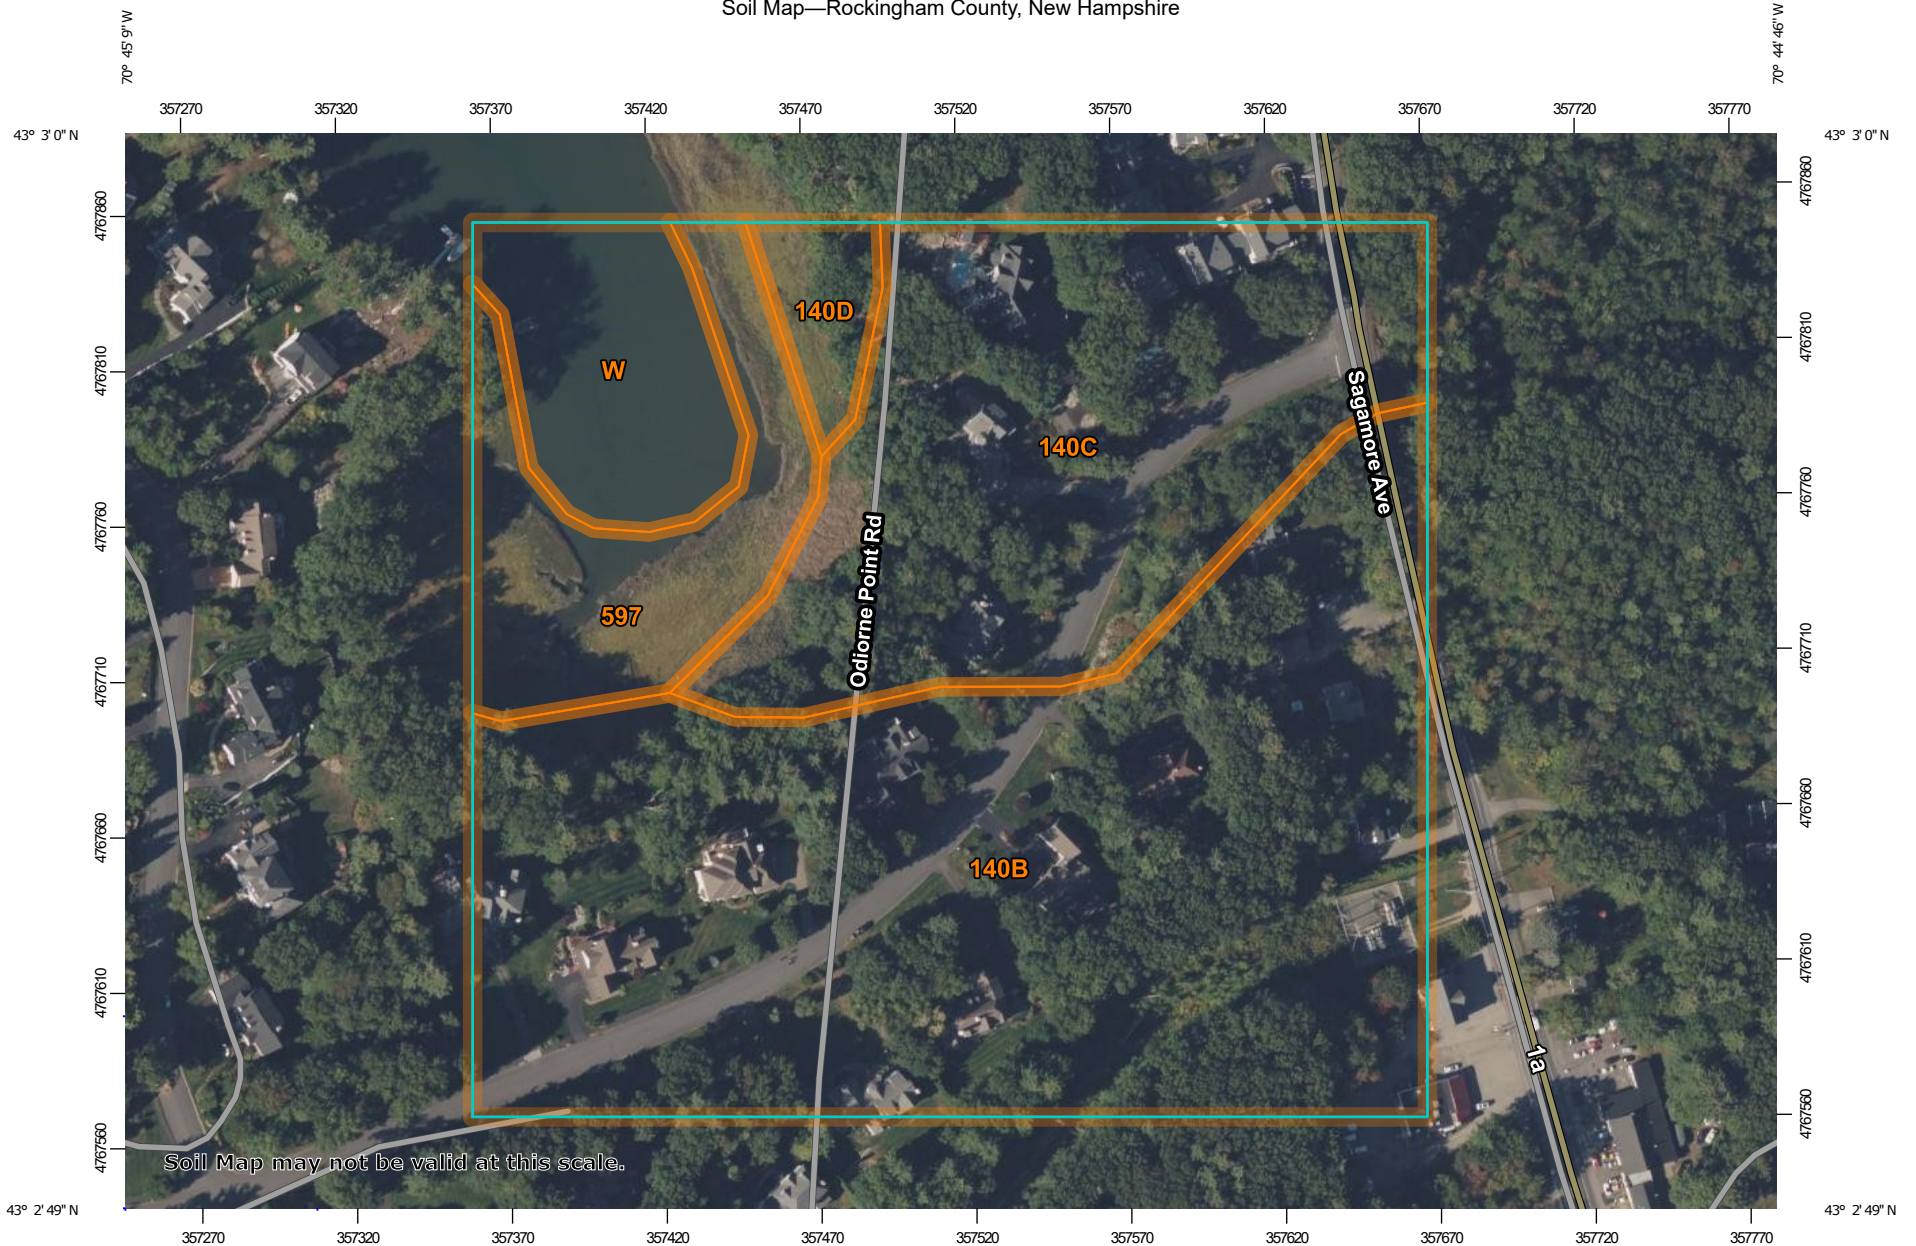 Soil Map—Rockingham County, New Hampshire
70° 45' 9'' W
70° 44' 46'' W
357270 357320 357370 357420 357470 357520 357570 357620 357670 357720 357770
43° 3' 0'' N
43° 3' 0'' N
4767860
4767860
140D
4767810
4767810
W
Sagamore Ave
140C
4767760
4767760
Odiorne Point Rd
597
4767710
4767710
4767660
4767660
140B
4767610
4767610
1a
4767560
4767560
Soil Map may not be valid at this scale.
43° 2' 49'' N
43° 2' 49'' N
357270 357320 357370 357420 357470 357520 357570 357620 357670 357720 357770